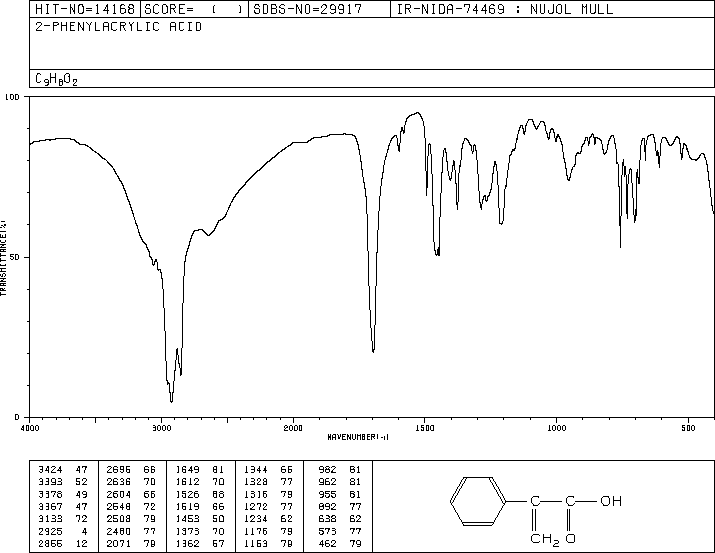 HIT-NO=14168 SCORE= ( ) SDBS-NO=29917 IR-NIDA-74469 : NUJOL MULL
2-PHENYLACRYLIC ACID
C9H8O2
100
50
0
TRANSMITTANCE(%)
4000 3000 2000 1500 1000 500
WAVENUMBER(-1)
3424 47 2695 66 1649 81 1344 66 982 81
3393 52 2636 70 1612 70 1328 77 962 81
3378 49 2604 66 1526 88 1316 79 955 81
3367 47 2548 72 1519 66 1272 77 892 77
3133 72 2508 79 1453 50 1234 62 638 62
2925 4 2480 77 1375 70 1176 79 573 77
2866 12 2071 79 1362 67 1163 79 462 79
C C OH
CH2 O